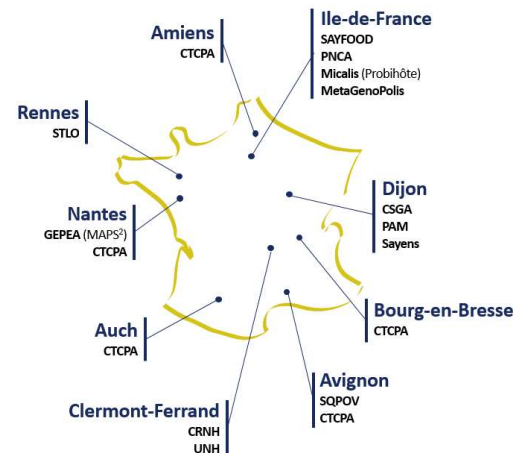 Ile-de-France
SAYFOOD
PNCA
Micalis (Probihôte)
MetaGenoPolis
Amiens
CTCPA
Rennes
STLO
Nantes
GEPEA (MAPS²)
CTCPA
Dijon
CSGA
PAM
Sayens
Bourg-en-Bresse
CTCPA
Auch
CTCPA
Avignon
SQPOV
CTCPA
Clermont-Ferrand
CRNH
UNH